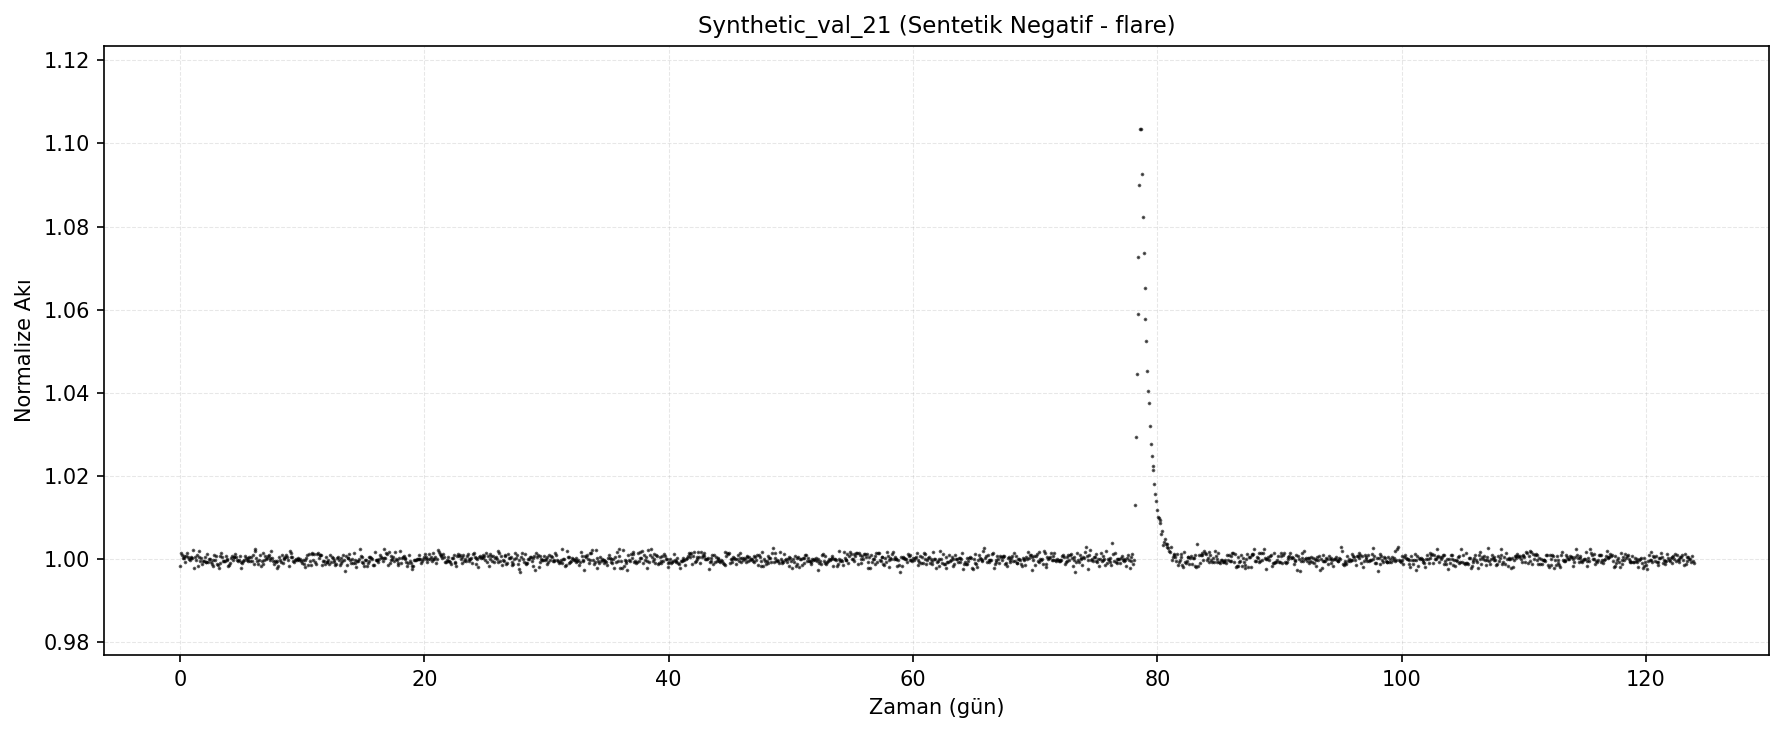 Synthetic_val_21 (Sentetik Negatif - flare)
1.12
1.10
1.08
1.06
1.04
1.02
1.00
0.98
Normalize Akı
0 20 40 60 80 100 120
Zaman (gün)